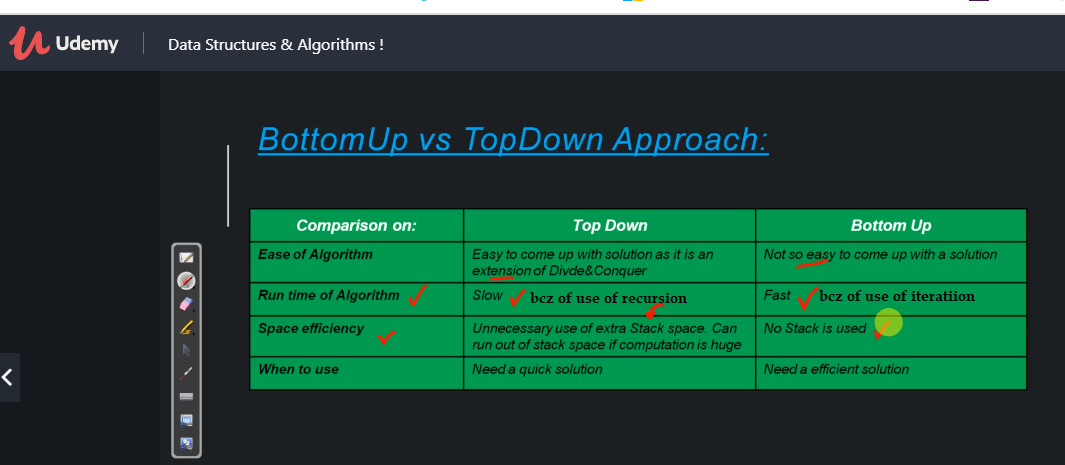 Udemy
Data Structures & Algorithms !
BottomUp vs TopDown Approach:
Comparison on:
Top Down
Bottom Up
Ease of Algorithm
Easy to come up with solution as it is an
extension of Divde&Conquer
Not so easy to come up with a solution
Run time of Algorithm
Slow bcz of use of recursion
Fast bcz of use of iteratiion
Space efficiency
Unnecessary use of extra Stack space. Can
run out of stack space if computation is huge
No Stack is used
When to use
Need a quick solution
Need a efficient solution